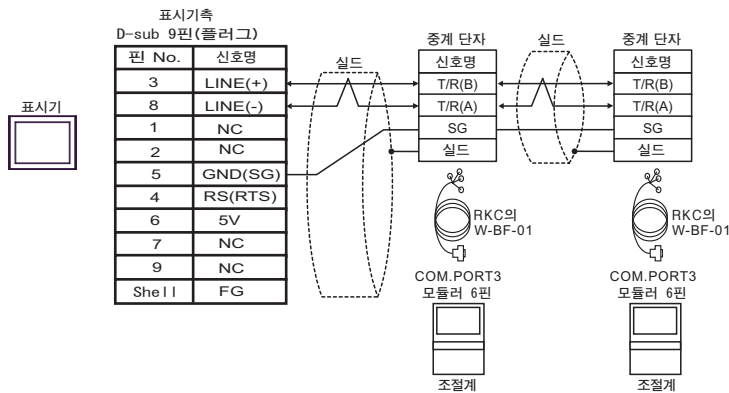 표시기측
D-sub 9핀(플러그)
핀 No. 신호명
3 LINE(+)
8 LINE(-)
1 NC
2 NC
5 GND(SG)
4 RS(RTS)
6 5V
7 NC
9 NC
Shell FG
표시기
실드
중계 단자
신호명
T/R(B)
T/R(A)
SG
실드
실드
중계 단자
신호명
T/R(B)
T/R(A)
SG
실드
RKC의
W-BF-01
COM.PORT3
모듈러 6핀
조절계
RKC의
W-BF-01
COM.PORT3
모듈러 6핀
조절계